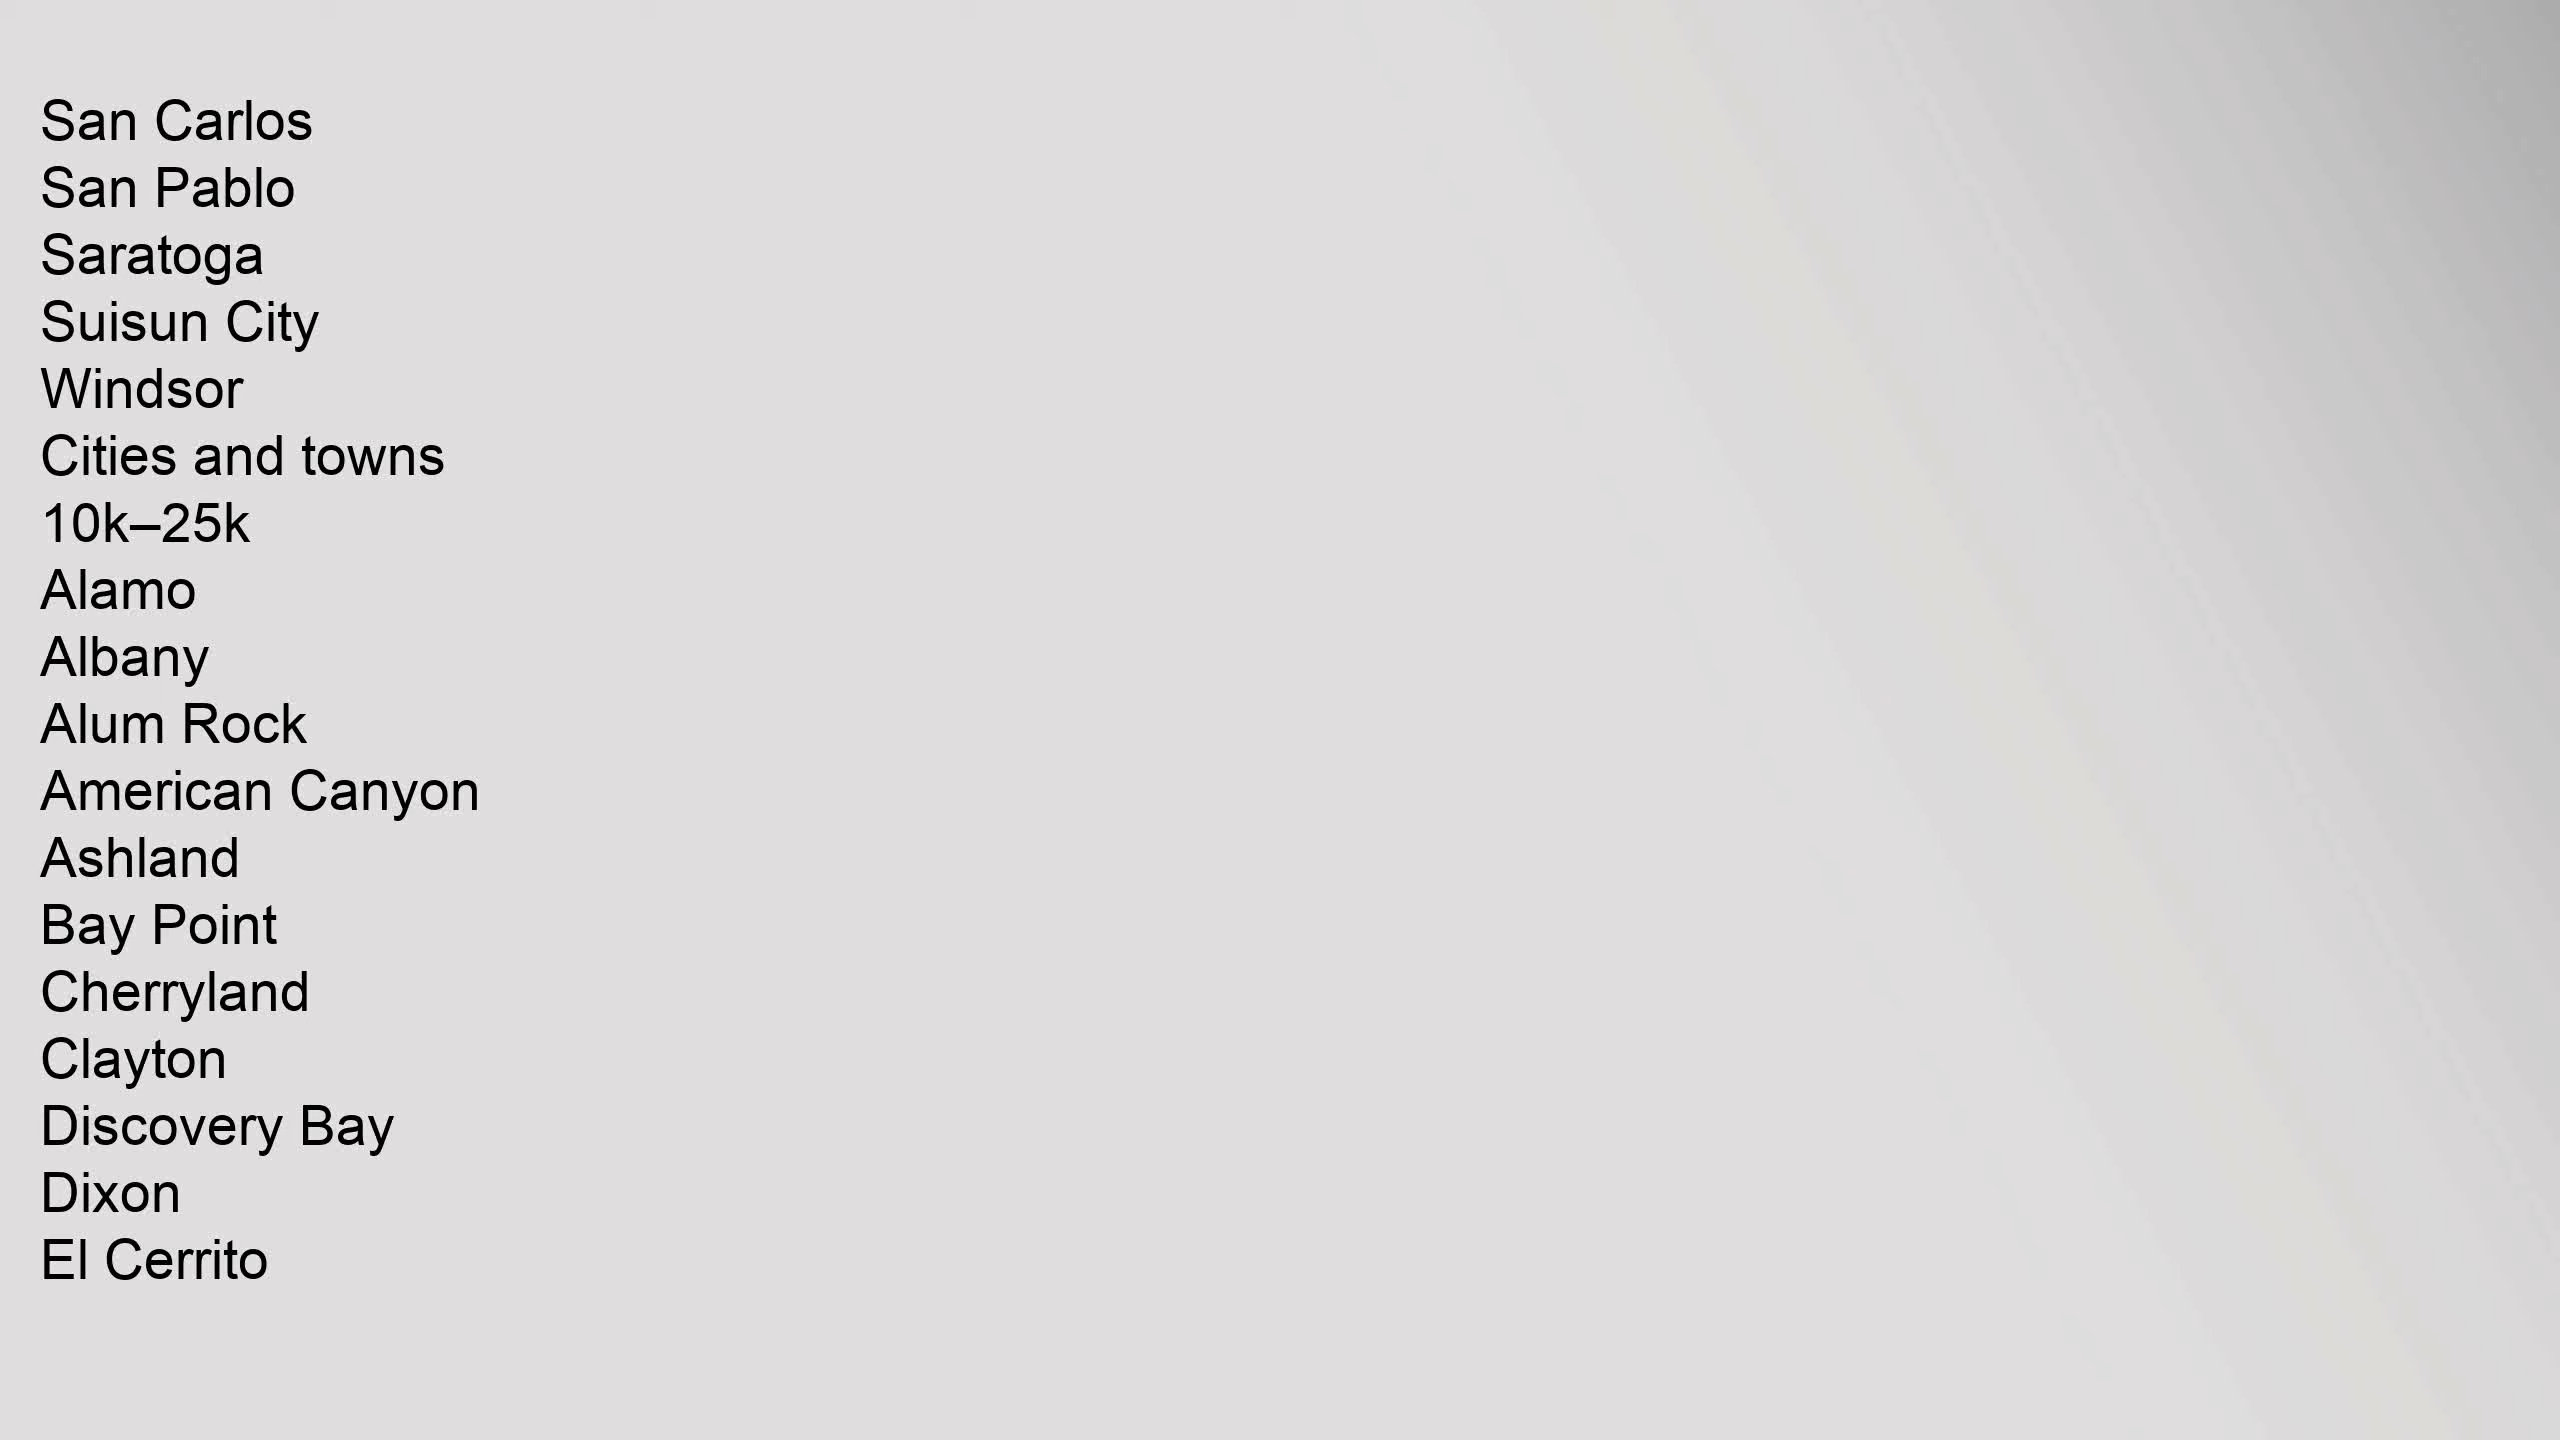 San Carlos
San Pablo
Saratoga
Suisun City
Windsor
Cities and towns
10k–25k
Alamo
Albany
Alum Rock
American Canyon
Ashland
Bay Point
Cherryland
Clayton
Discovery Bay
Dixon
El Cerrito